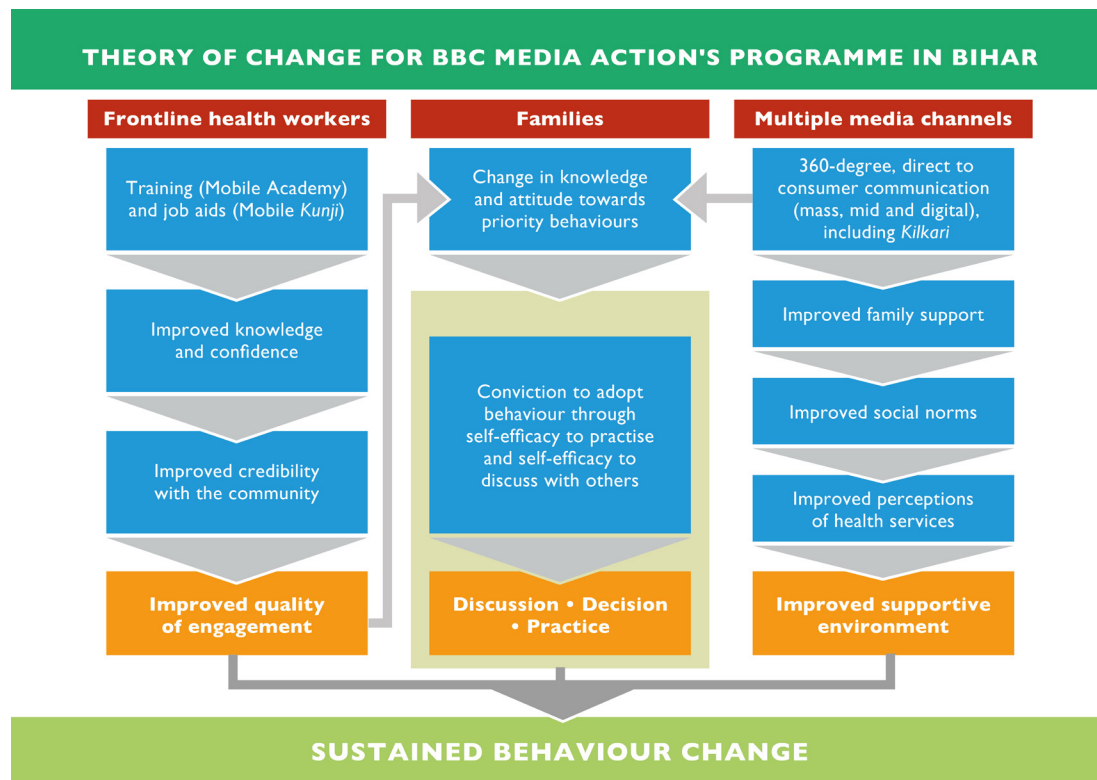 THEORY OF CHANGE FOR BBC MEDIA ACTION'S PROGRAMME IN BIHAR
Frontline health workers
Training (Mobile Academy)
and job aids (Mobile Kunji)
Improved knowledge
and confidence
Improved credibility
with the community
Improved quality
of engagement
Families
Change in knowledge
and attitude towards
priority behaviours
Conviction to adopt
behaviour through
self-efficacy to practise
and self-efficacy to
discuss with others
Discussion • Decision
• Practice
Multiple media channels
360-degree, direct to
consumer communication
(mass, mid and digital),
including Kilkari
Improved family support
Improved social norms
Improved perceptions
of health services
Improved supportive
environment
SUSTAINED BEHAVIOUR CHANGE